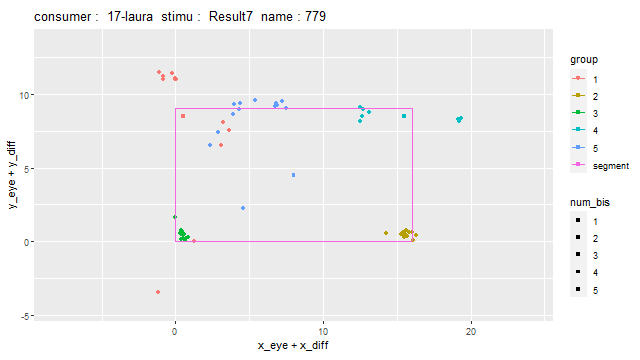 consumer :  17-laura  stimu :  Result7  name : 779
10
5
0
-5
y_eye + y_diff
0
10
20
x_eye + x_diff
group
1
2
3
4
5
segment
num_bis
1
2
3
4
5